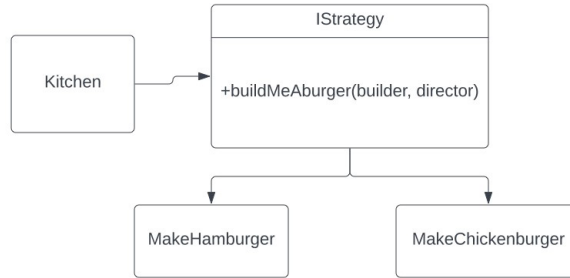 IStrategy
Kitchen
+buildMeAburger(builder, director)
MakeHamburger
MakeChickenburger